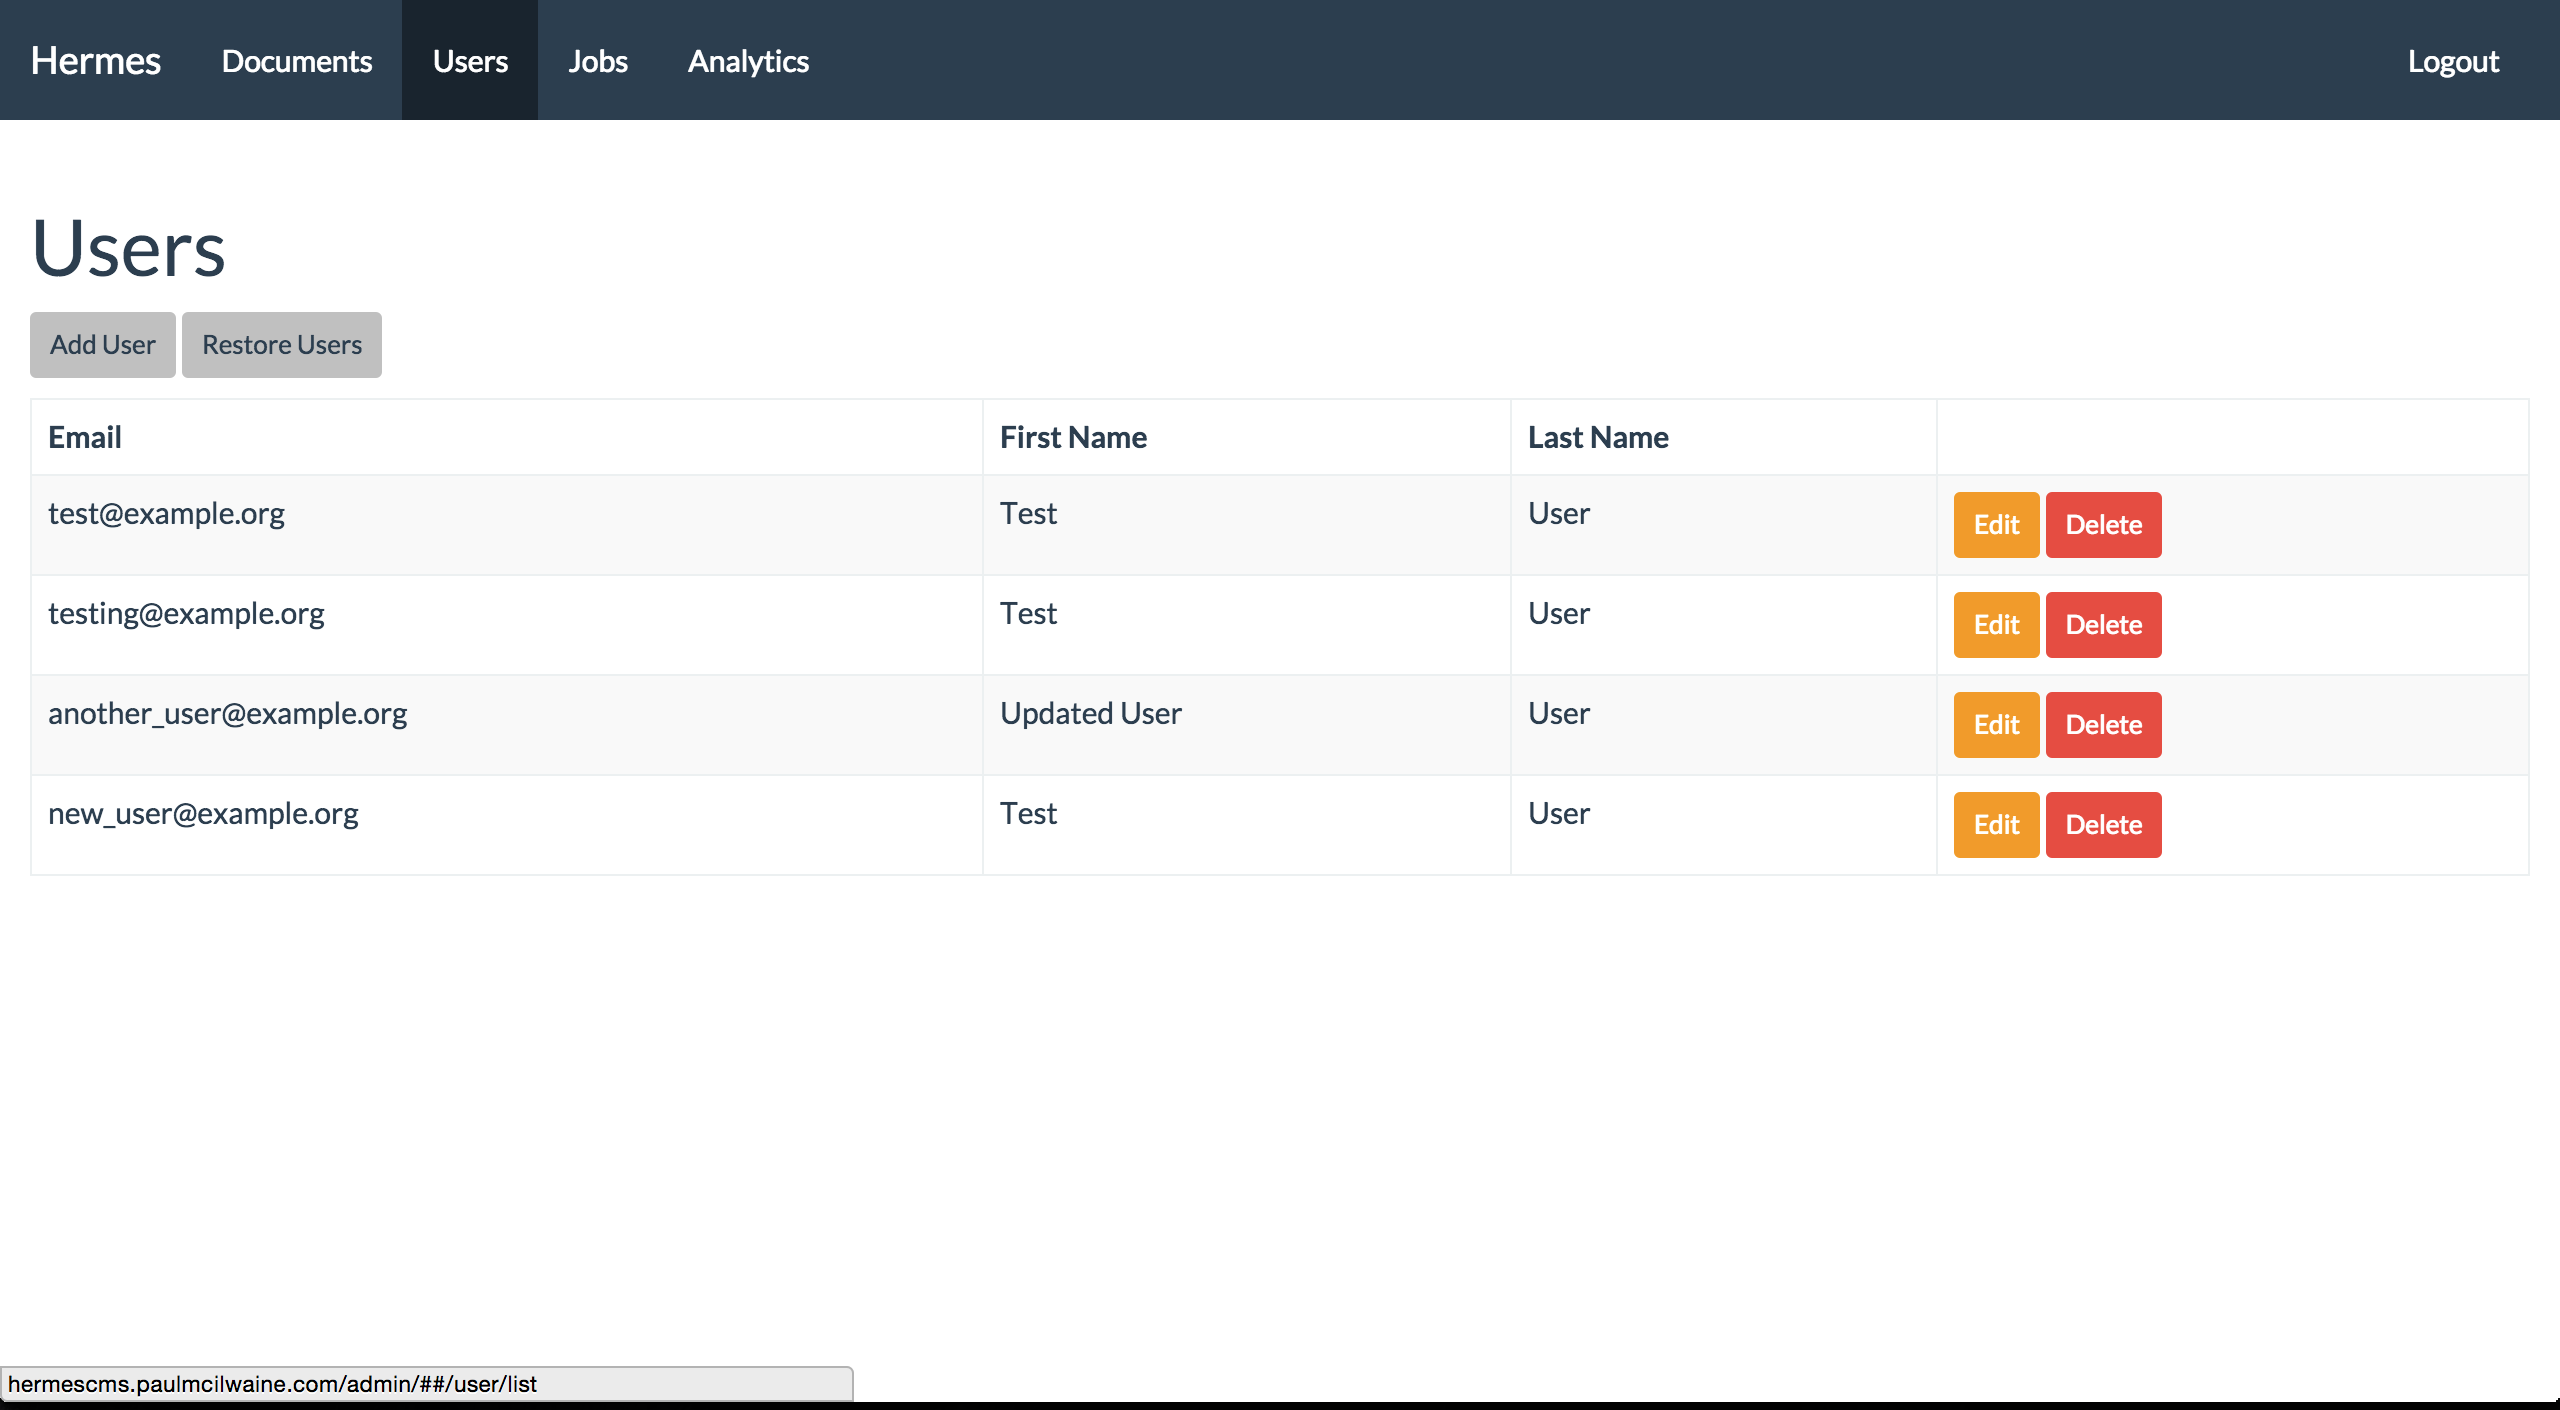 Hermes Documents Users Jobs Analytics Logout
Users
Add User Restore Users
Email First Name Last Name
test@example.org Test User Edit Delete
testing@example.org Test User Edit Delete
another_user@example.org Updated User User Edit Delete
new_user@example.org Test User Edit Delete
hermescms.paulmcilwaine.com/admin/##/user/list